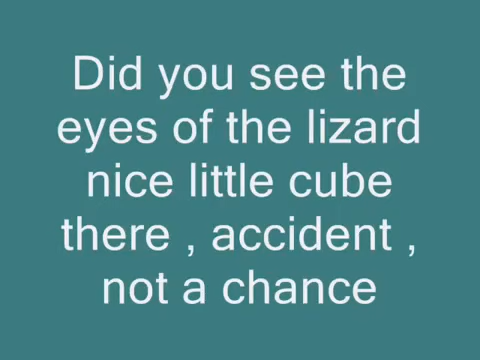 Did you see the
eyes of the lizard
nice little cube
there , accident ,
not a chance